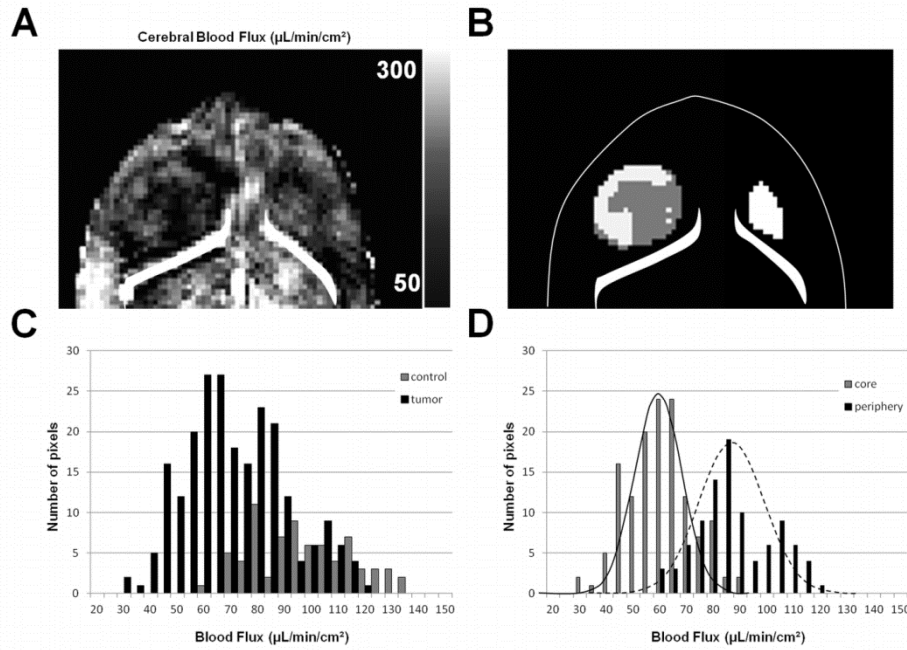 A
B
Cerebral Blood Flux (µL/min/cm²)
300
50
C
D
30
25
20
15
10
5
0
Number of pixels
control
tumor
20 30 40 50 60 70 80 90 100 110 120 130 140 150
Blood Flux (µL/min/cm²)
30
25
20
15
10
5
0
Number of pixels
core
periphery
20 30 40 50 60 70 80 90 100 110 120 130 140 150
Blood Flux (µL/min/cm²)